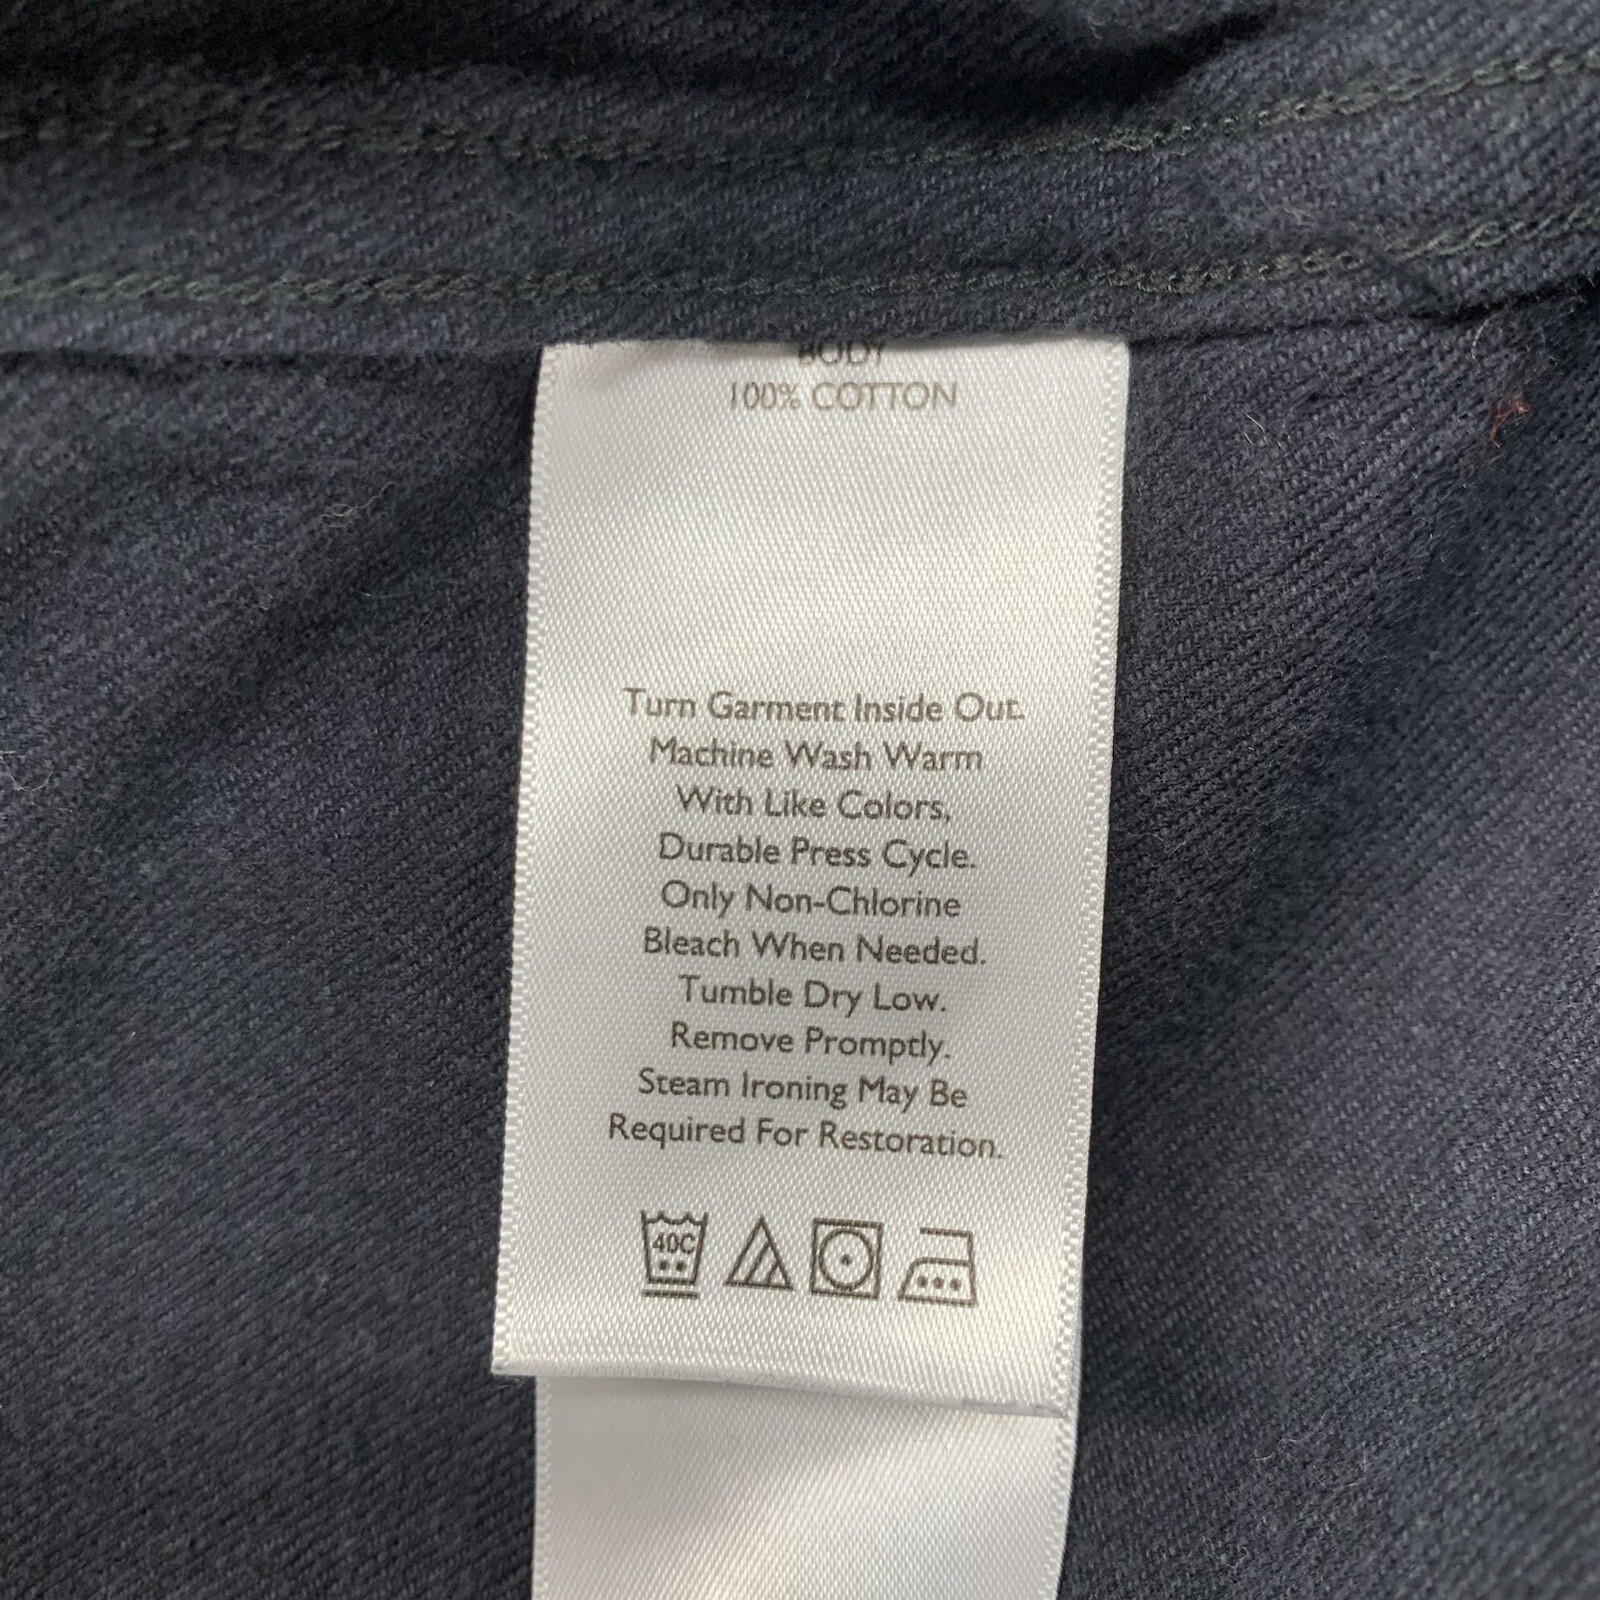 BODY
100% COTTON
Turn Garment Inside Out.
Machine Wash Warm
With Like Colors,
Durable Press Cycle.
Only Non-Chlorine
Bleach When Needed.
Tumble Dry Low.
Remove Promptly.
Steam Ironing May Be
Required For Restoration.
40C